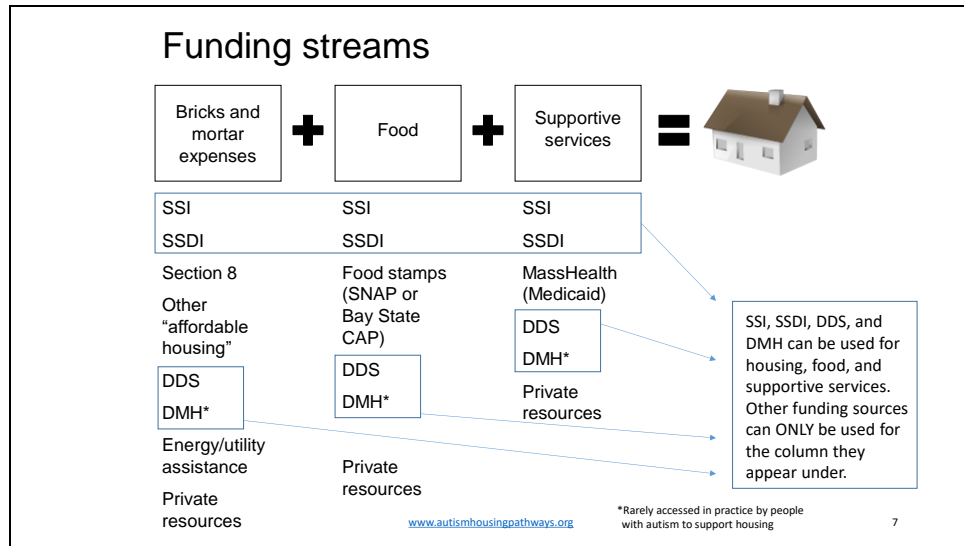 Funding streams
Bricks and
mortar
expenses
Food
Supportive
services
SSI
SSDI
Section 8
Other
“affordable
housing”
DDS
DMH*
Energy/utility
assistance
Private
resources
SSI
SSDI
Food stamps
(SNAP or
Bay State
CAP)
DDS
DMH*
Private
resources
SSI
SSDI
MassHealth
(Medicaid)
DDS
DMH*
Private
resources
SSI, SSDI, DDS, and
DMH can be used for
housing, food, and
supportive services.
Other funding sources
can ONLY be used for
the column they
appear under.
www.autismhousingpathways.org
*Rarely accessed in practice by people
with autism to support housing
7